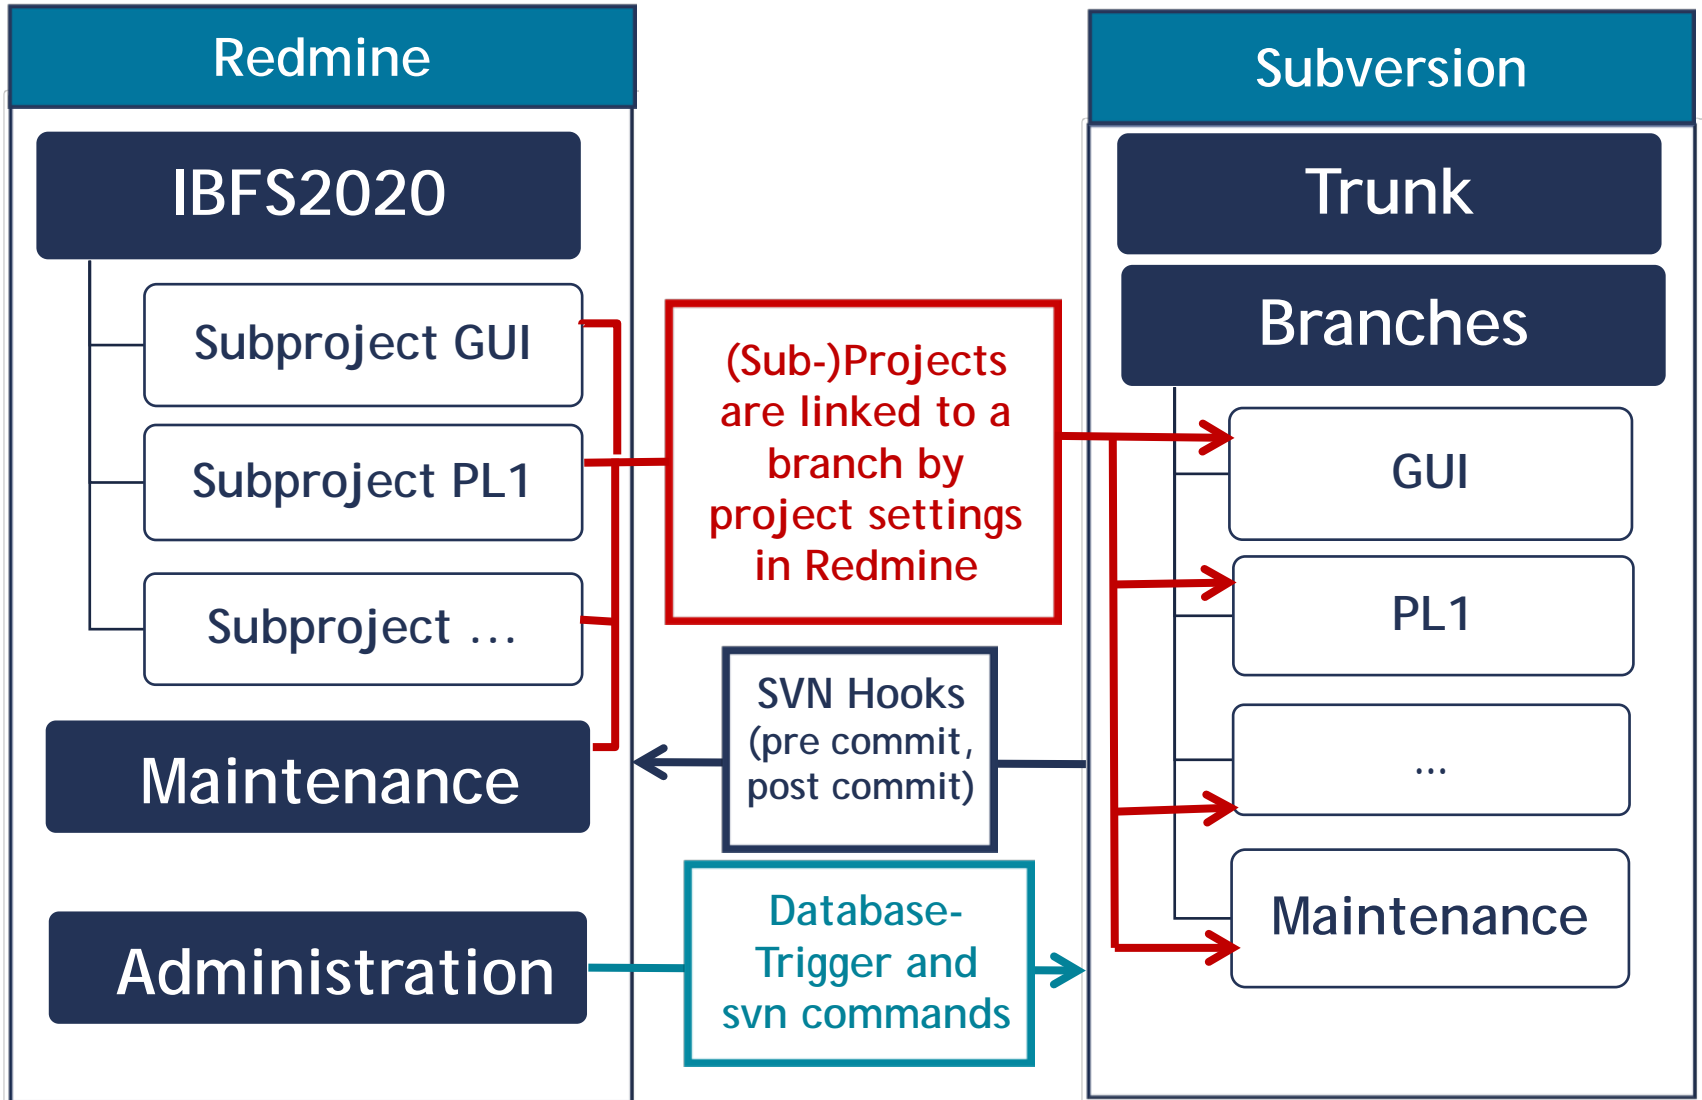 Redmine
IBFS2020
Subproject GUI
Subproject PL1
Subproject ...
Maintenance
Administration
(Sub-)Projects
are linked to a
branch by
project settings
in Redmine
SVN Hooks
(pre commit,
post commit)
Database-
Trigger and
svn commands
Subversion
Trunk
Branches
GUI
PL1
...
Maintenance